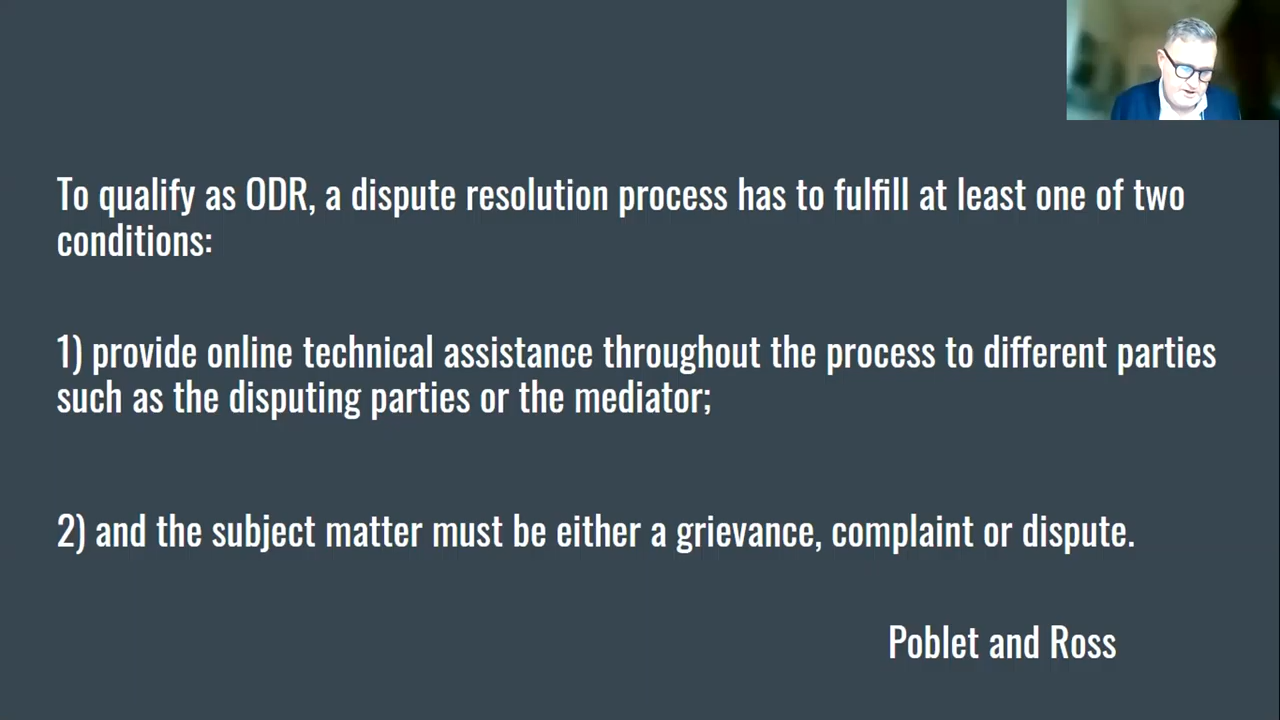 To qualify as ODR, a dispute resolution process has to fulfill at least one of two
conditions:
1) provide online technical assistance throughout the process to different parties
such as the disputing parties or the mediator;
2) and the subject matter must be either a grievance, complaint or dispute.
Poblet and Ross